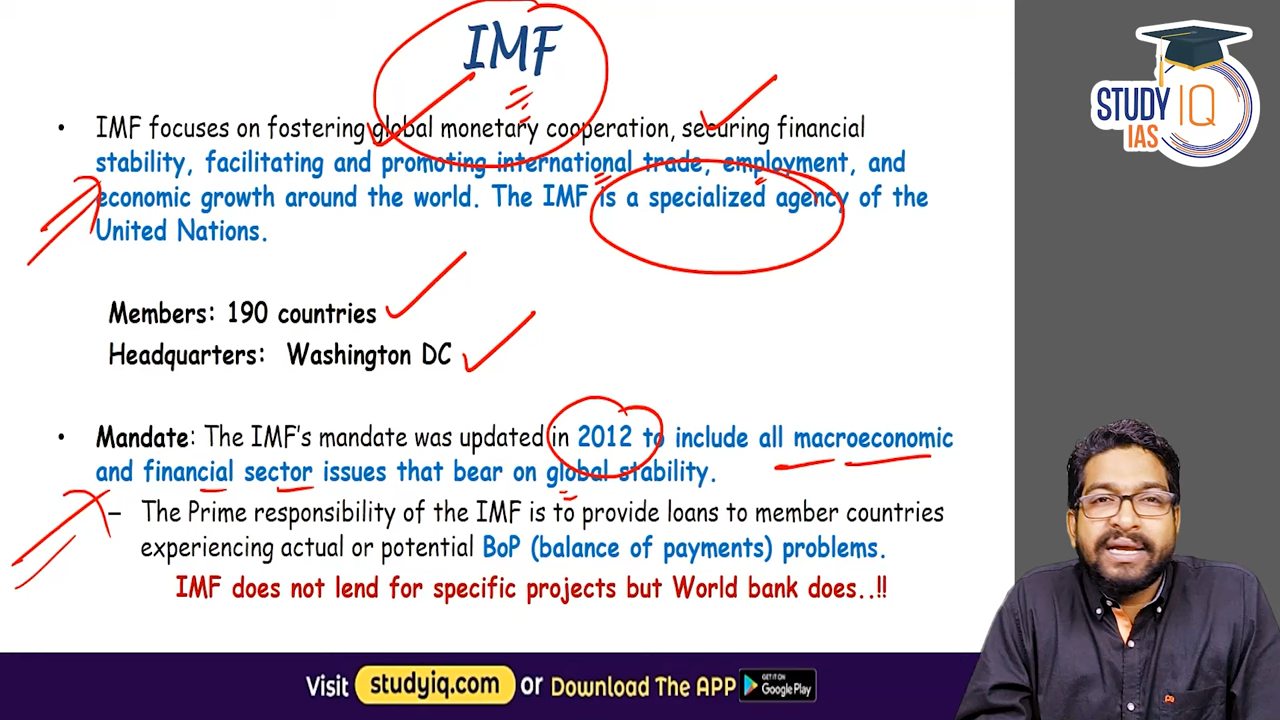 IMF
STUDY IQ
IAS
• IMF focuses on fostering global monetary cooperation, securing financial
stability, facilitating and promoting international trade, employment, and
economic growth around the world. The IMF is a specialized agency of the
United Nations.
Members: 190 countries
Headquarters: Washington DC
• Mandate: The IMF's mandate was updated in 2012 to include all macroeconomic
and financial sector issues that bear on global stability.
– The Prime responsibility of the IMF is to provide loans to member countries
experiencing actual or potential BoP (balance of payments) problems.
IMF does not lend for specific projects but World bank does..!!
Visit studyiq.com or Download The APP GET IT ON Google Play